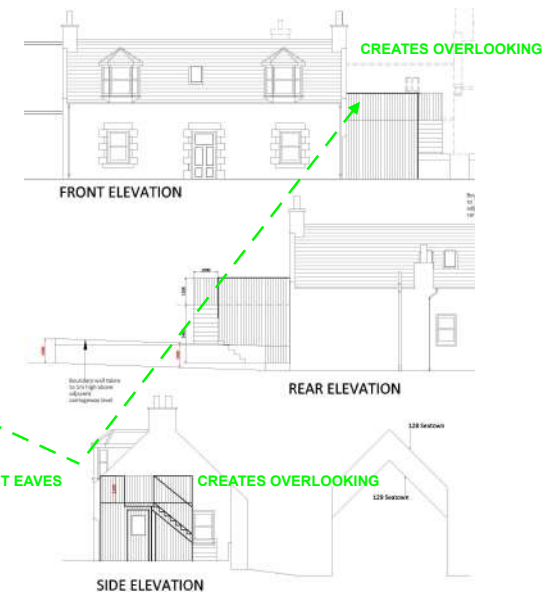 CREATES OVERLOOKING
FRONT ELEVATION
Boundary wall taken
to 1m high above
adjacent
carriageway level
REAR ELEVATION
128 Seatown
T EAVES
CREATES OVERLOOKING
129 Seatown
SIDE ELEVATION